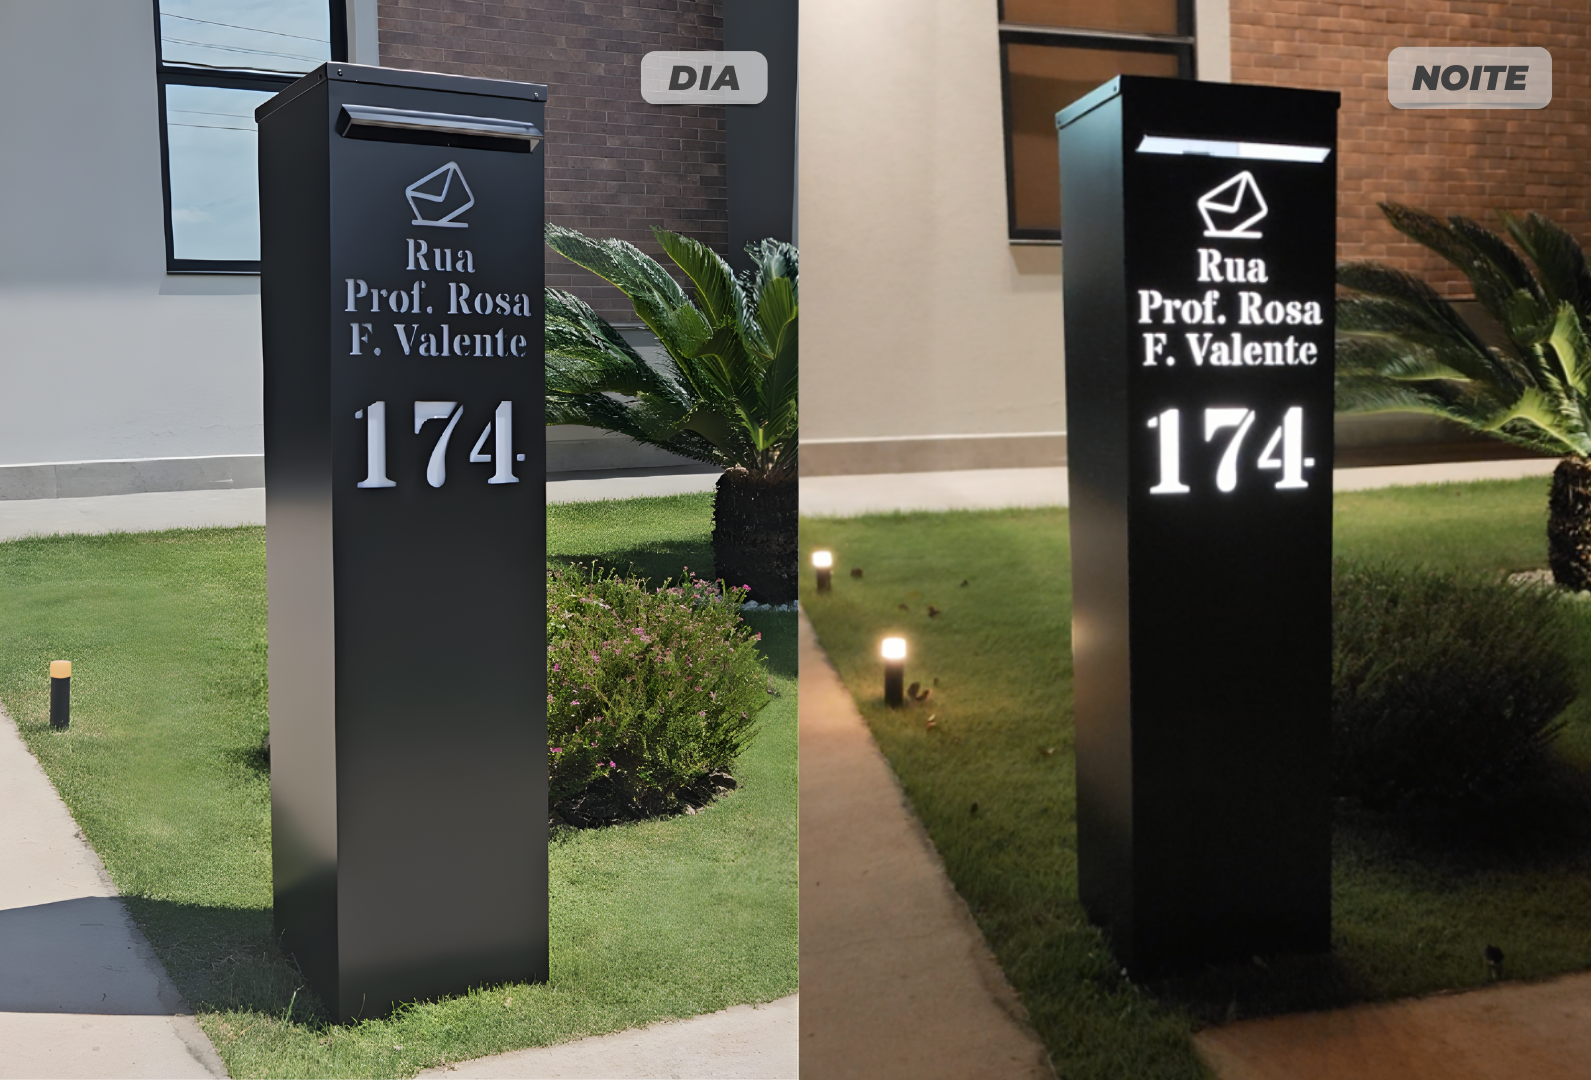 DIA
Rua
Prof. Rosa
F. Valente
174
NOITE
Rua
Prof. Rosa
F. Valente
174